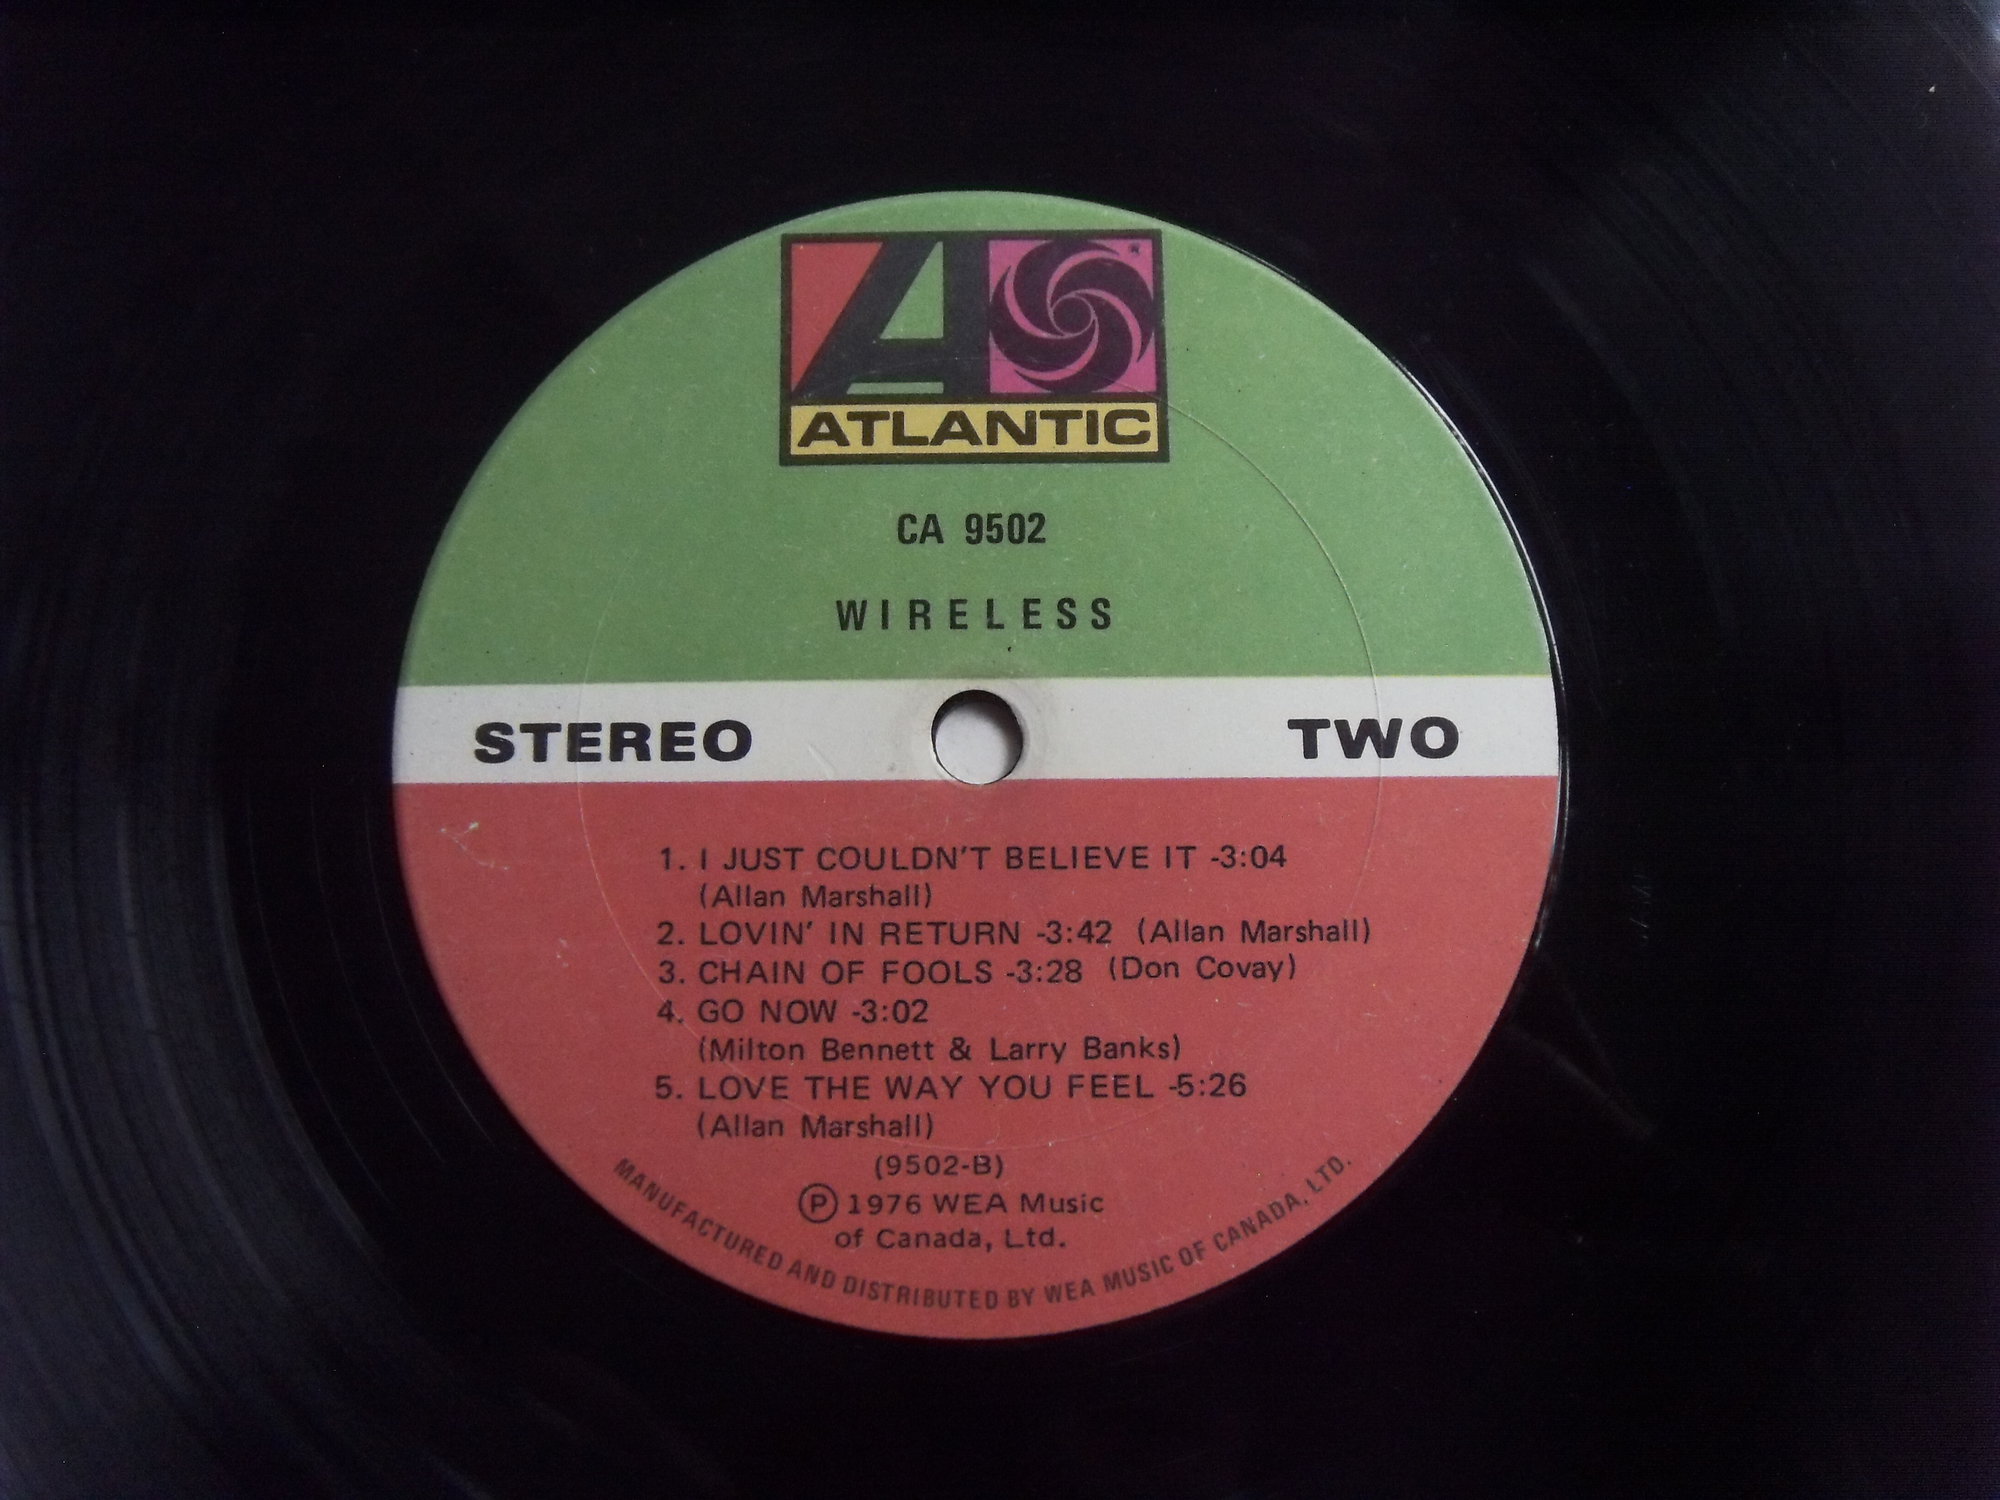 ATLANTIC
CA 9502
WIRELESS
STEREO TWO
1. I JUST COULDN'T BELIEVE IT -3:04
(Allan Marshall)
2. LOVIN' IN RETURN -3:42 (Allan Marshall)
3. CHAIN OF FOOLS -3:28 (Don Covay)
4. GO NOW -3:02
(Milton Bennett & Larry Banks)
5. LOVE THE WAY YOU FEEL -5:26
(Allan Marshall)
(9502-B)
Ⓟ 1976 WEA Music
of Canada, Ltd.
MANUFACTURED AND DISTRIBUTED BY WEA MUSIC OF CANADA, LTD.